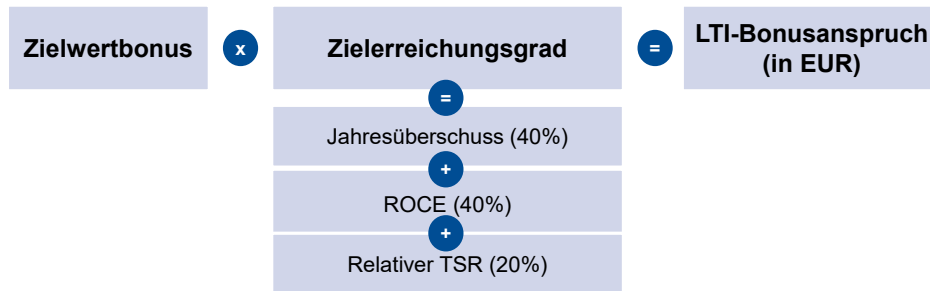 Zielwertbonus
x
Zielerreichungsgrad
=
LTI-Bonusanspruch
(in EUR)
=
Jahresüberschuss (40%)
+
ROCE (40%)
+
Relativer TSR (20%)